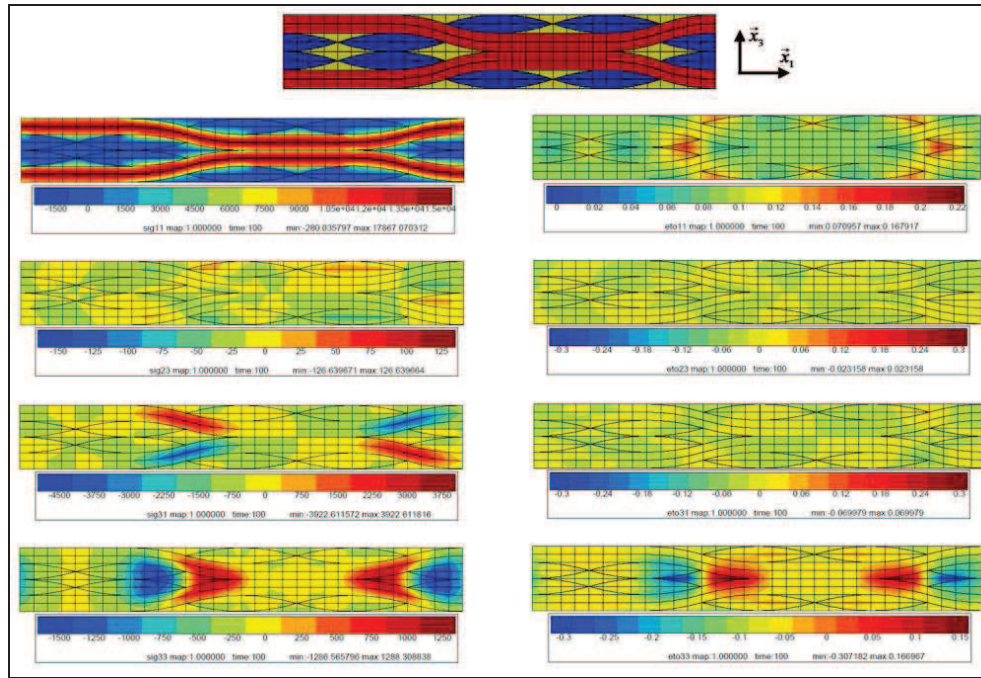 x₃
x₁
-1500 0 1500 3000 4500 6000 7500 9000 1.05e+04 1.2e+04 1.35e+04 1.5e+04
sig11 map:1.000000 time:100 min:-280.035797 max:17667.070312
0 0.02 0.04 0.06 0.08 0.1 0.12 0.14 0.16 0.18 0.2 0.22
eto11 map:1.000000 time:100 min:0.070957 max:0.167917
-150 -125 -100 -75 -50 -25 0 25 50 75 100 125
sig23 map:1.000000 time:100 min:-126.639671 max:126.639664
-0.3 -0.24 -0.18 -0.12 -0.06 0 0.06 0.12 0.18 0.24 0.3
eto23 map:1.000000 time:100 min:-0.023158 max:0.023158
-4500 -3750 -3000 -2250 -1500 -750 0 750 1500 2250 3000 3750
sig31 map:1.000000 time:100 min:-3922.611572 max:3922.611816
-0.3 -0.24 -0.18 -0.12 -0.06 0 0.06 0.12 0.18 0.24 0.3
eto31 map:1.000000 time:100 min:-0.069979 max:0.069979
-1500 -1250 -1000 -750 -500 -250 0 250 500 750 1000 1250
sig33 map:1.000000 time:100 min:-1286.565796 max:1288.308838
-0.3 -0.25 -0.2 -0.15 -0.1 -0.05 0 0.05 0.1 0.15
eto33 map:1.000000 time:100 min:-0.307182 max:0.166967